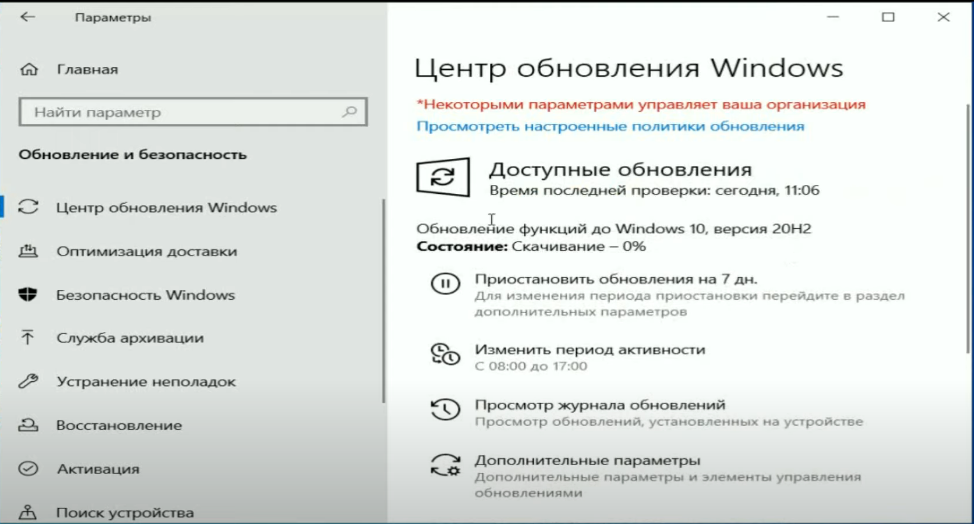 Параметры
Главная
Найти параметр
Обновление и безопасность
Центр обновления Windows
Оптимизация доставки
Безопасность Windows
Служба архивации
Устранение неполадок
Восстановление
Активация
Поиск устройства
Центр обновления Windows
*Некоторыми параметрами управляет ваша организация
Просмотреть настроенные политики обновления
Доступные обновления
Время последней проверки: сегодня, 11:06
Обновление функций до Windows 10, версия 20H2
Состояние: Скачивание – 0%
Приостановить обновления на 7 дн.
Для изменения периода приостановки перейдите в раздел
дополнительных параметров
Изменить период активности
С 08:00 до 17:00
Просмотр журнала обновлений
Просмотр обновлений, установленных на устройстве
Дополнительные параметры
Дополнительные параметры и элементы управления
обновлениями